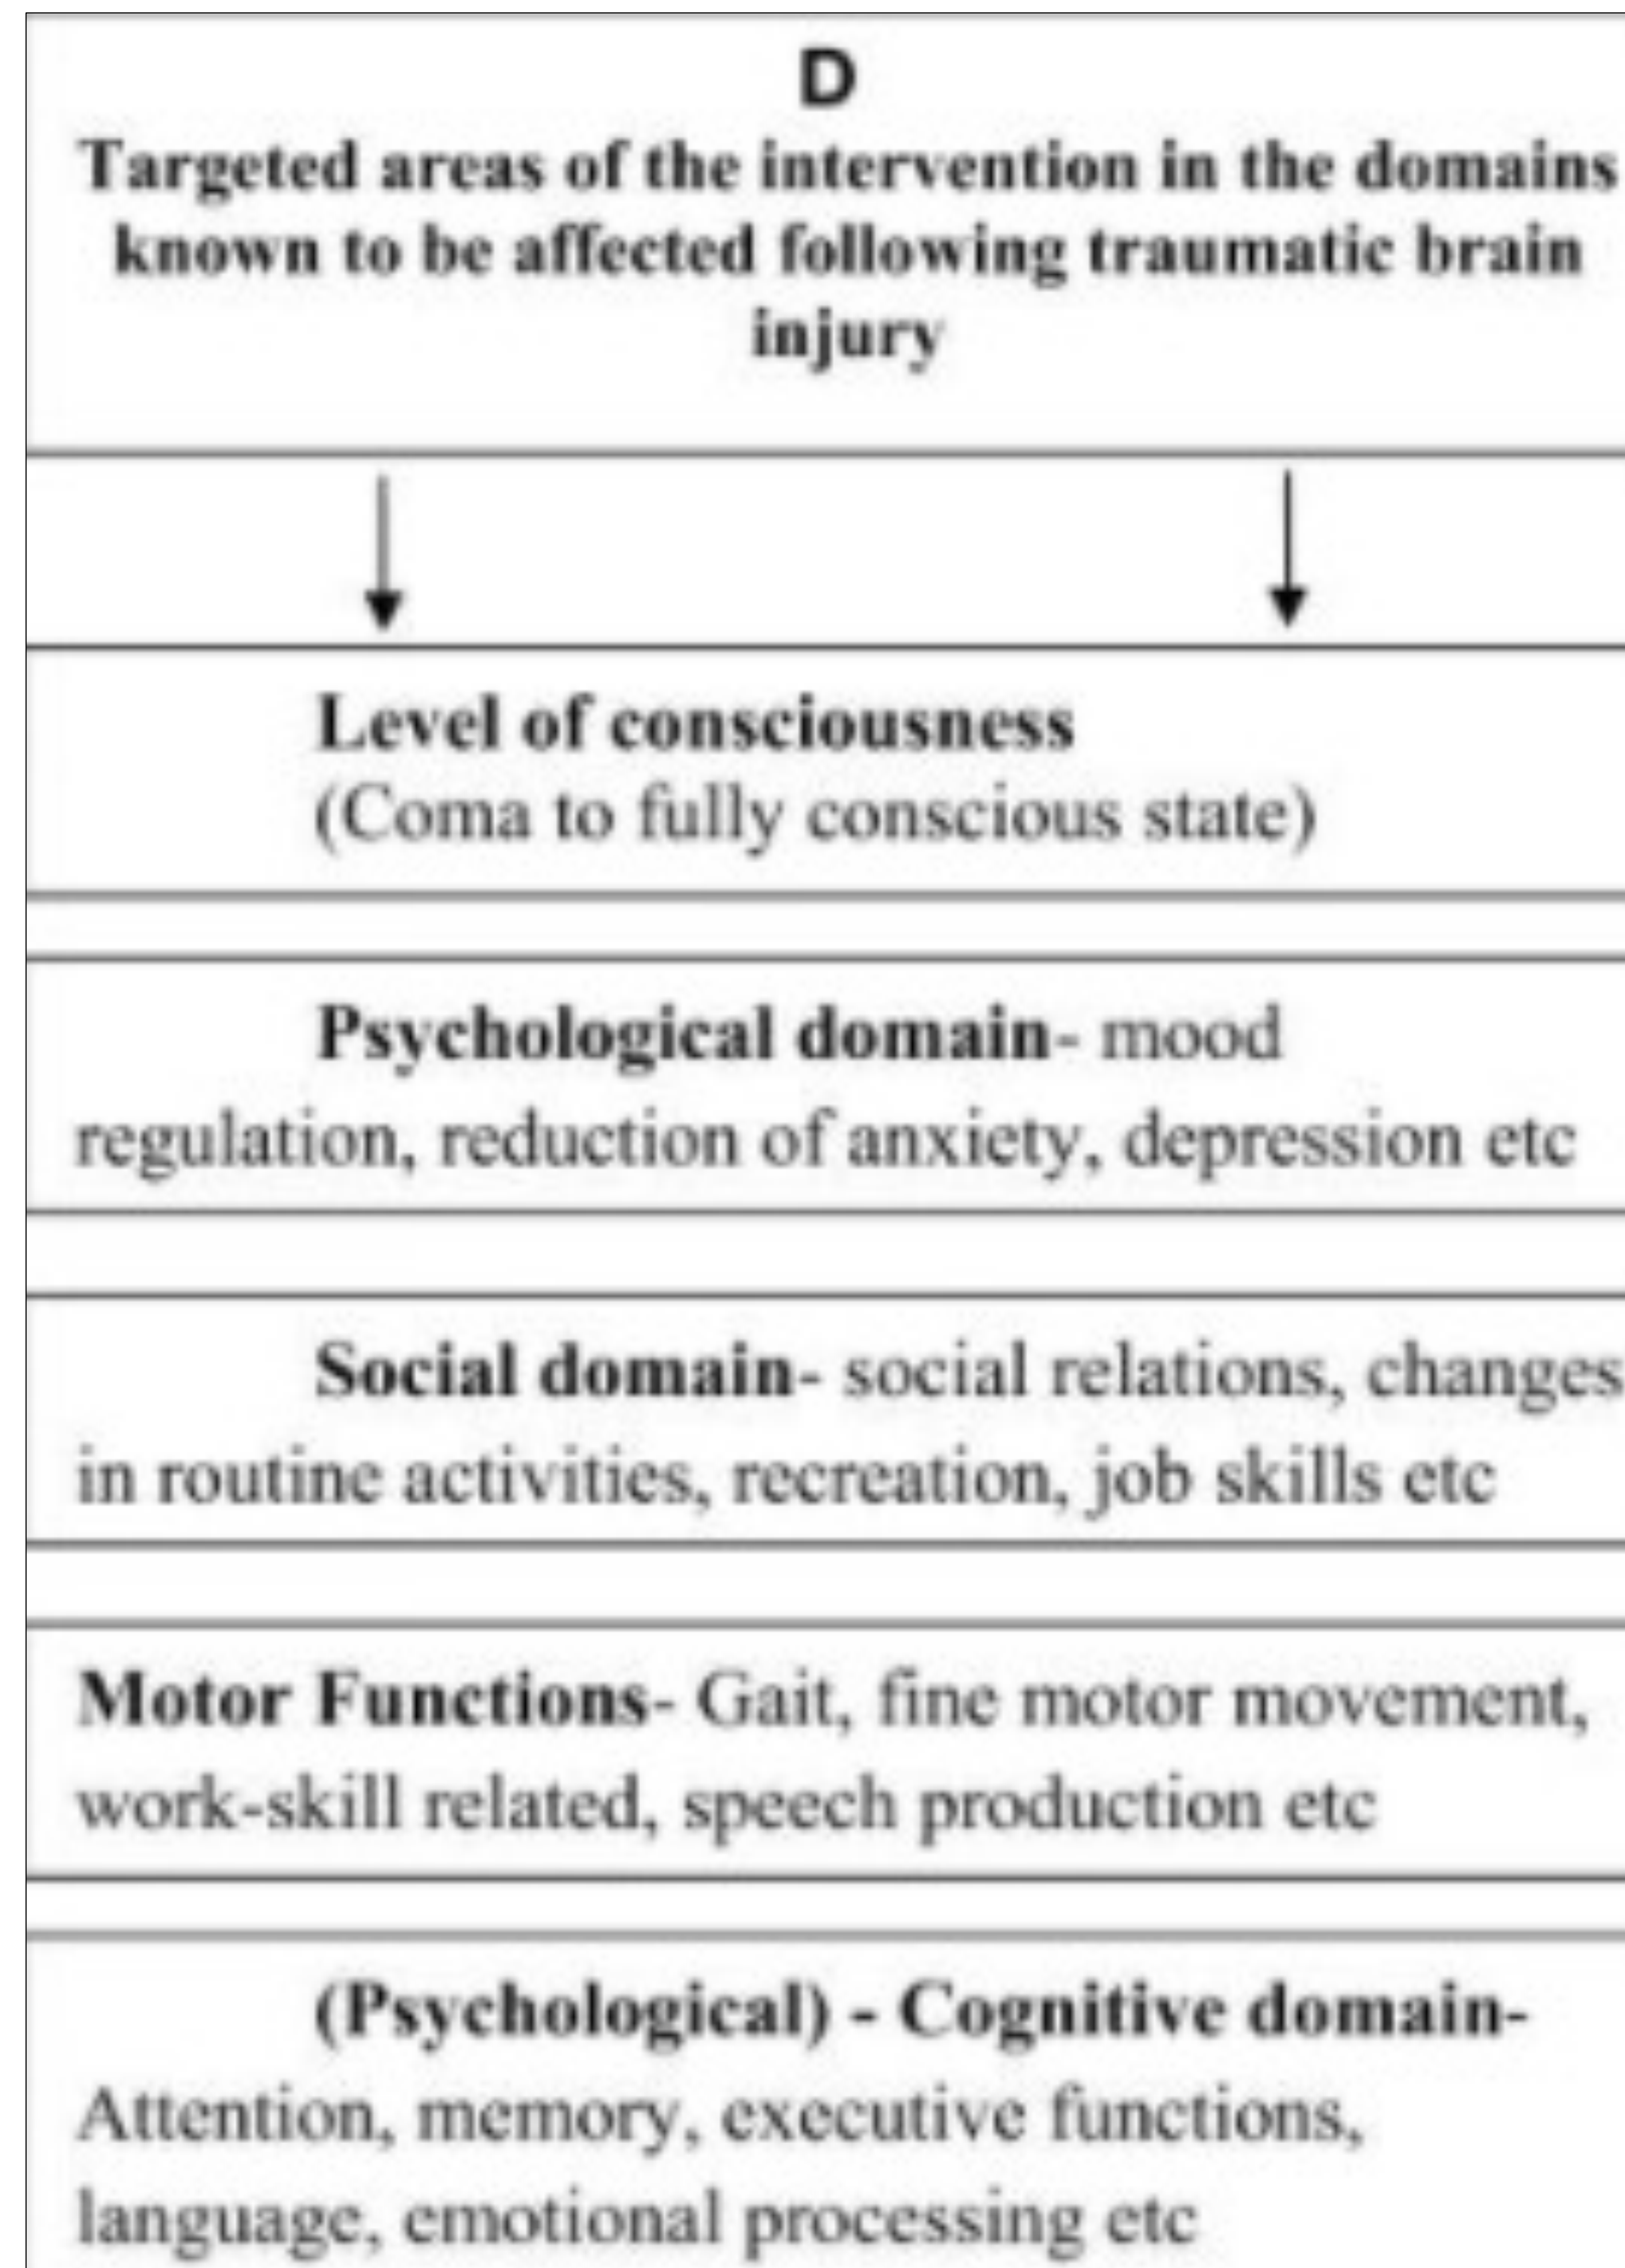 D
Targeted areas of the intervention in the domains
known to be affected following traumatic brain
injury
Level of consciousness
(Coma to fully conscious state)
Psychological domain- mood
regulation, reduction of anxiety, depression etc
Social domain- social relations, changes
in routine activities, recreation, job skills etc
Motor Functions- Gait, fine motor movement,
work-skill related, speech production etc
(Psychological) - Cognitive domain-
Attention, memory, executive functions,
language, emotional processing etc